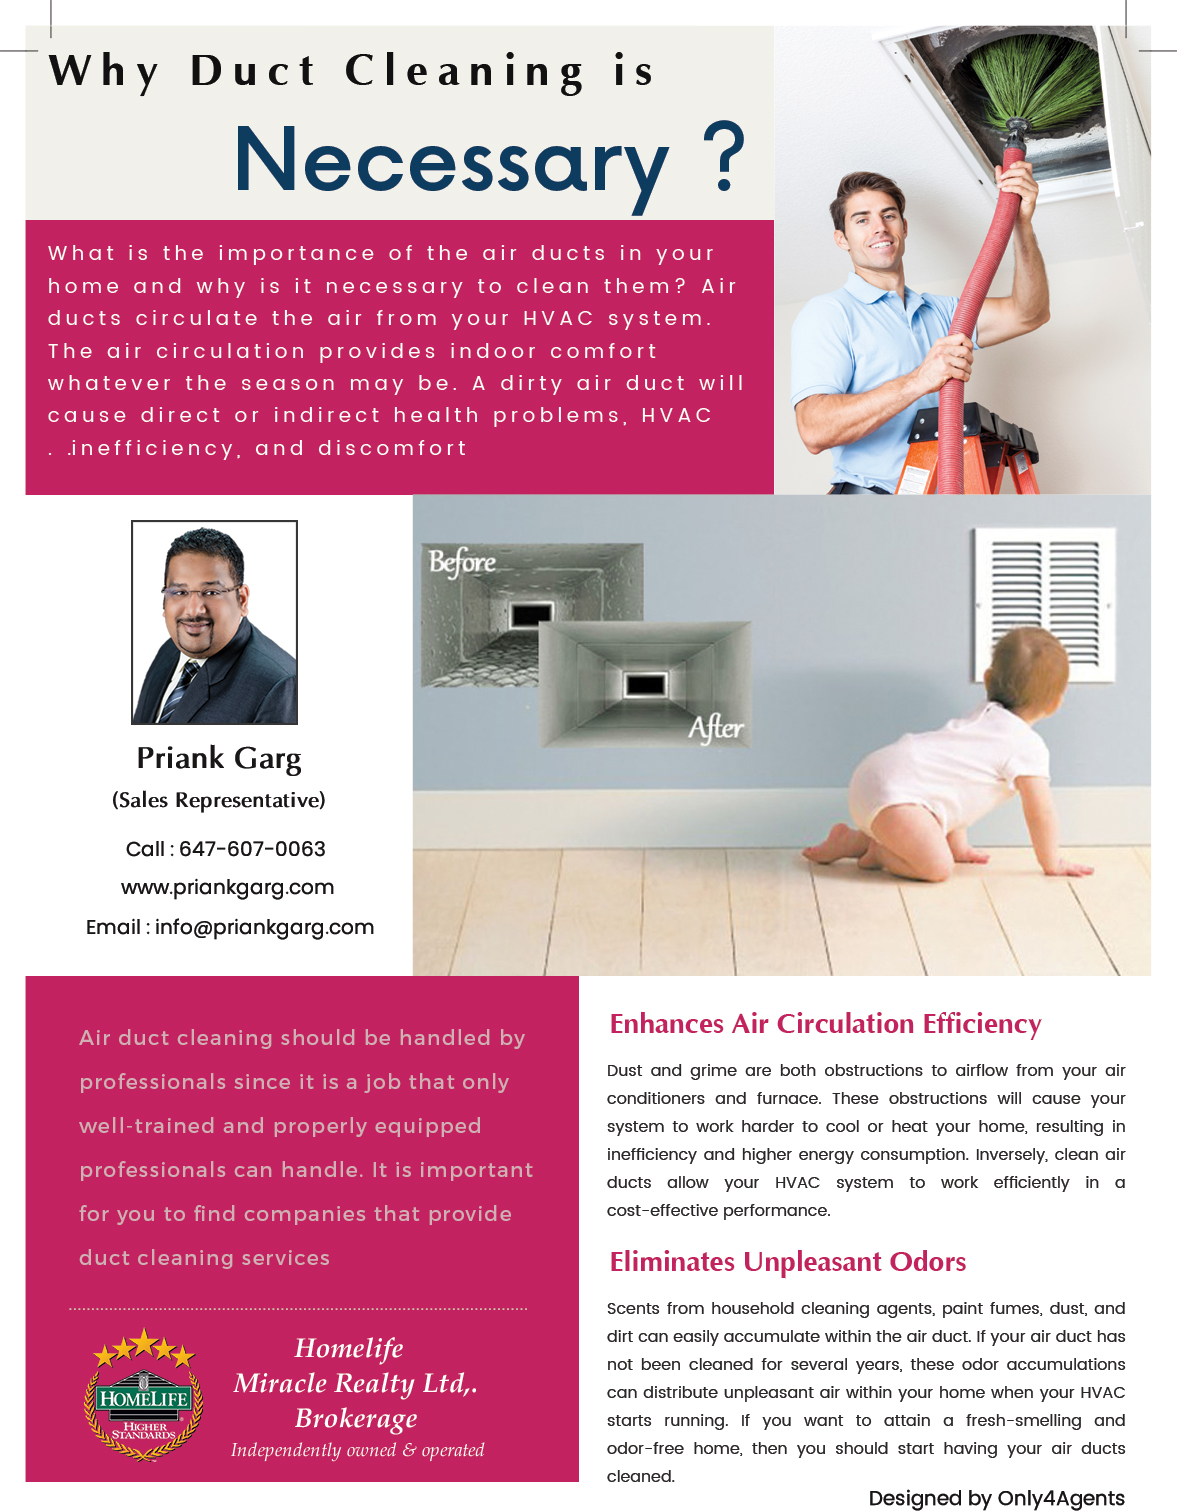 Why Duct Cleaning is
Necessary ?
What is the importance of the air ducts in your
home and why is it necessary to clean them? Air
ducts circulate the air from your HVAC system.
The air circulation provides indoor comfort
whatever the season may be. A dirty air duct will
cause direct or indirect health problems, HVAC
. .inefficiency, and discomfort
Before
After
Priank Garg
(Sales Representative)
Call : 647-607-0063
www.priankgarg.com
Email : info@priankgarg.com
Air duct cleaning should be handled by
professionals since it is a job that only
well-trained and properly equipped
professionals can handle. It is important
for you to find companies that provide
duct cleaning services
HOMELIFE
HIGHER
STANDARDS
Homelife
Miracle Realty Ltd,.
Brokerage
Independently owned & operated
Enhances Air Circulation Efficiency
Dust and grime are both obstructions to airflow from your air
conditioners and furnace. These obstructions will cause your
system to work harder to cool or heat your home, resulting in
inefficiency and higher energy consumption. Inversely, clean air
ducts allow your HVAC system to work efficiently in a
cost-effective performance.
Eliminates Unpleasant Odors
Scents from household cleaning agents, paint fumes, dust, and
dirt can easily accumulate within the air duct. If your air duct has
not been cleaned for several years, these odor accumulations
can distribute unpleasant air within your home when your HVAC
starts running. If you want to attain a fresh-smelling and
odor-free home, then you should start having your air ducts
cleaned.
Designed by Only4Agents